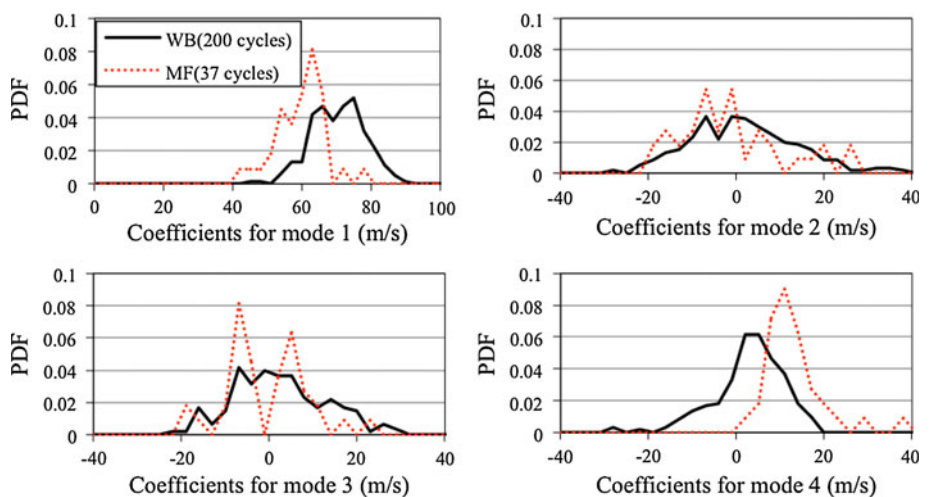 0.1
0.08
0.06
0.04
0.02
0
PDF
WB(200 cycles)
MF(37 cycles)
0 20 40 60 80 100
Coefficients for mode 1 (m/s)
0.1
0.08
0.06
0.04
0.02
0
PDF
-40 -20 0 20 40
Coefficients for mode 2 (m/s)
0.1
0.08
0.06
0.04
0.02
0
PDF
-40 -20 0 20 40
Coefficients for mode 3 (m/s)
0.1
0.08
0.06
0.04
0.02
0
PDF
-40 -20 0 20 40
Coefficients for mode 4 (m/s)